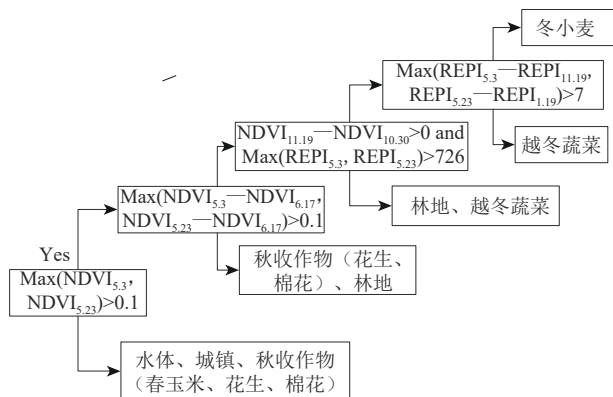 冬小麦
Max(REPI5.3—REPI11.19,
REPI5.23—REPI1.19)>7
越冬蔬菜
NDVI11.19—NDVI10.30>0 and
Max(REPI5.3, REPI5.23)>726
林地、越冬蔬菜
Max(NDVI5.3—NDVI6.17,
NDVI5.23—NDVI6.17)>0.1
秋收作物（花生、
棉花）、林地
Yes
Max(NDVI5.3,
NDVI5.23)>0.1
水体、城镇、秋收作物
（春玉米、花生、棉花）